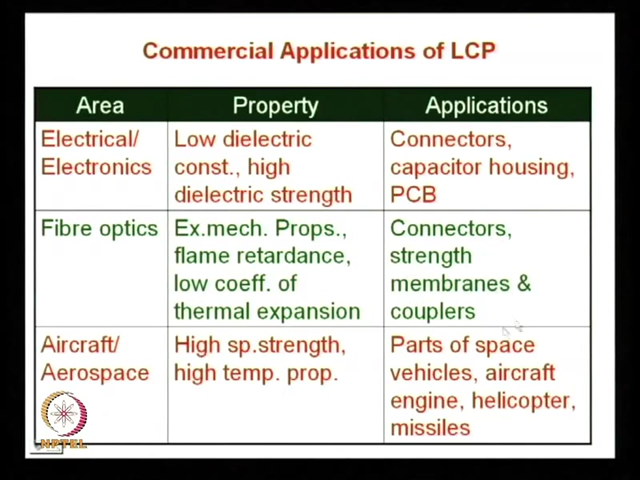 Commercial Applications of LCP
Area Property Applications
Electrical/ Low dielectric Connectors,
Electronics const., high capacitor housing,
dielectric strength PCB
Fibre optics Ex.mech. Props., Connectors,
flame retardance, strength
low coeff. of membranes &
thermal expansion couplers
Aircraft/ High sp.strength, Parts of space
Aerospace high temp. prop. vehicles, aircraft
engine, helicopter,
missiles
NPTEL